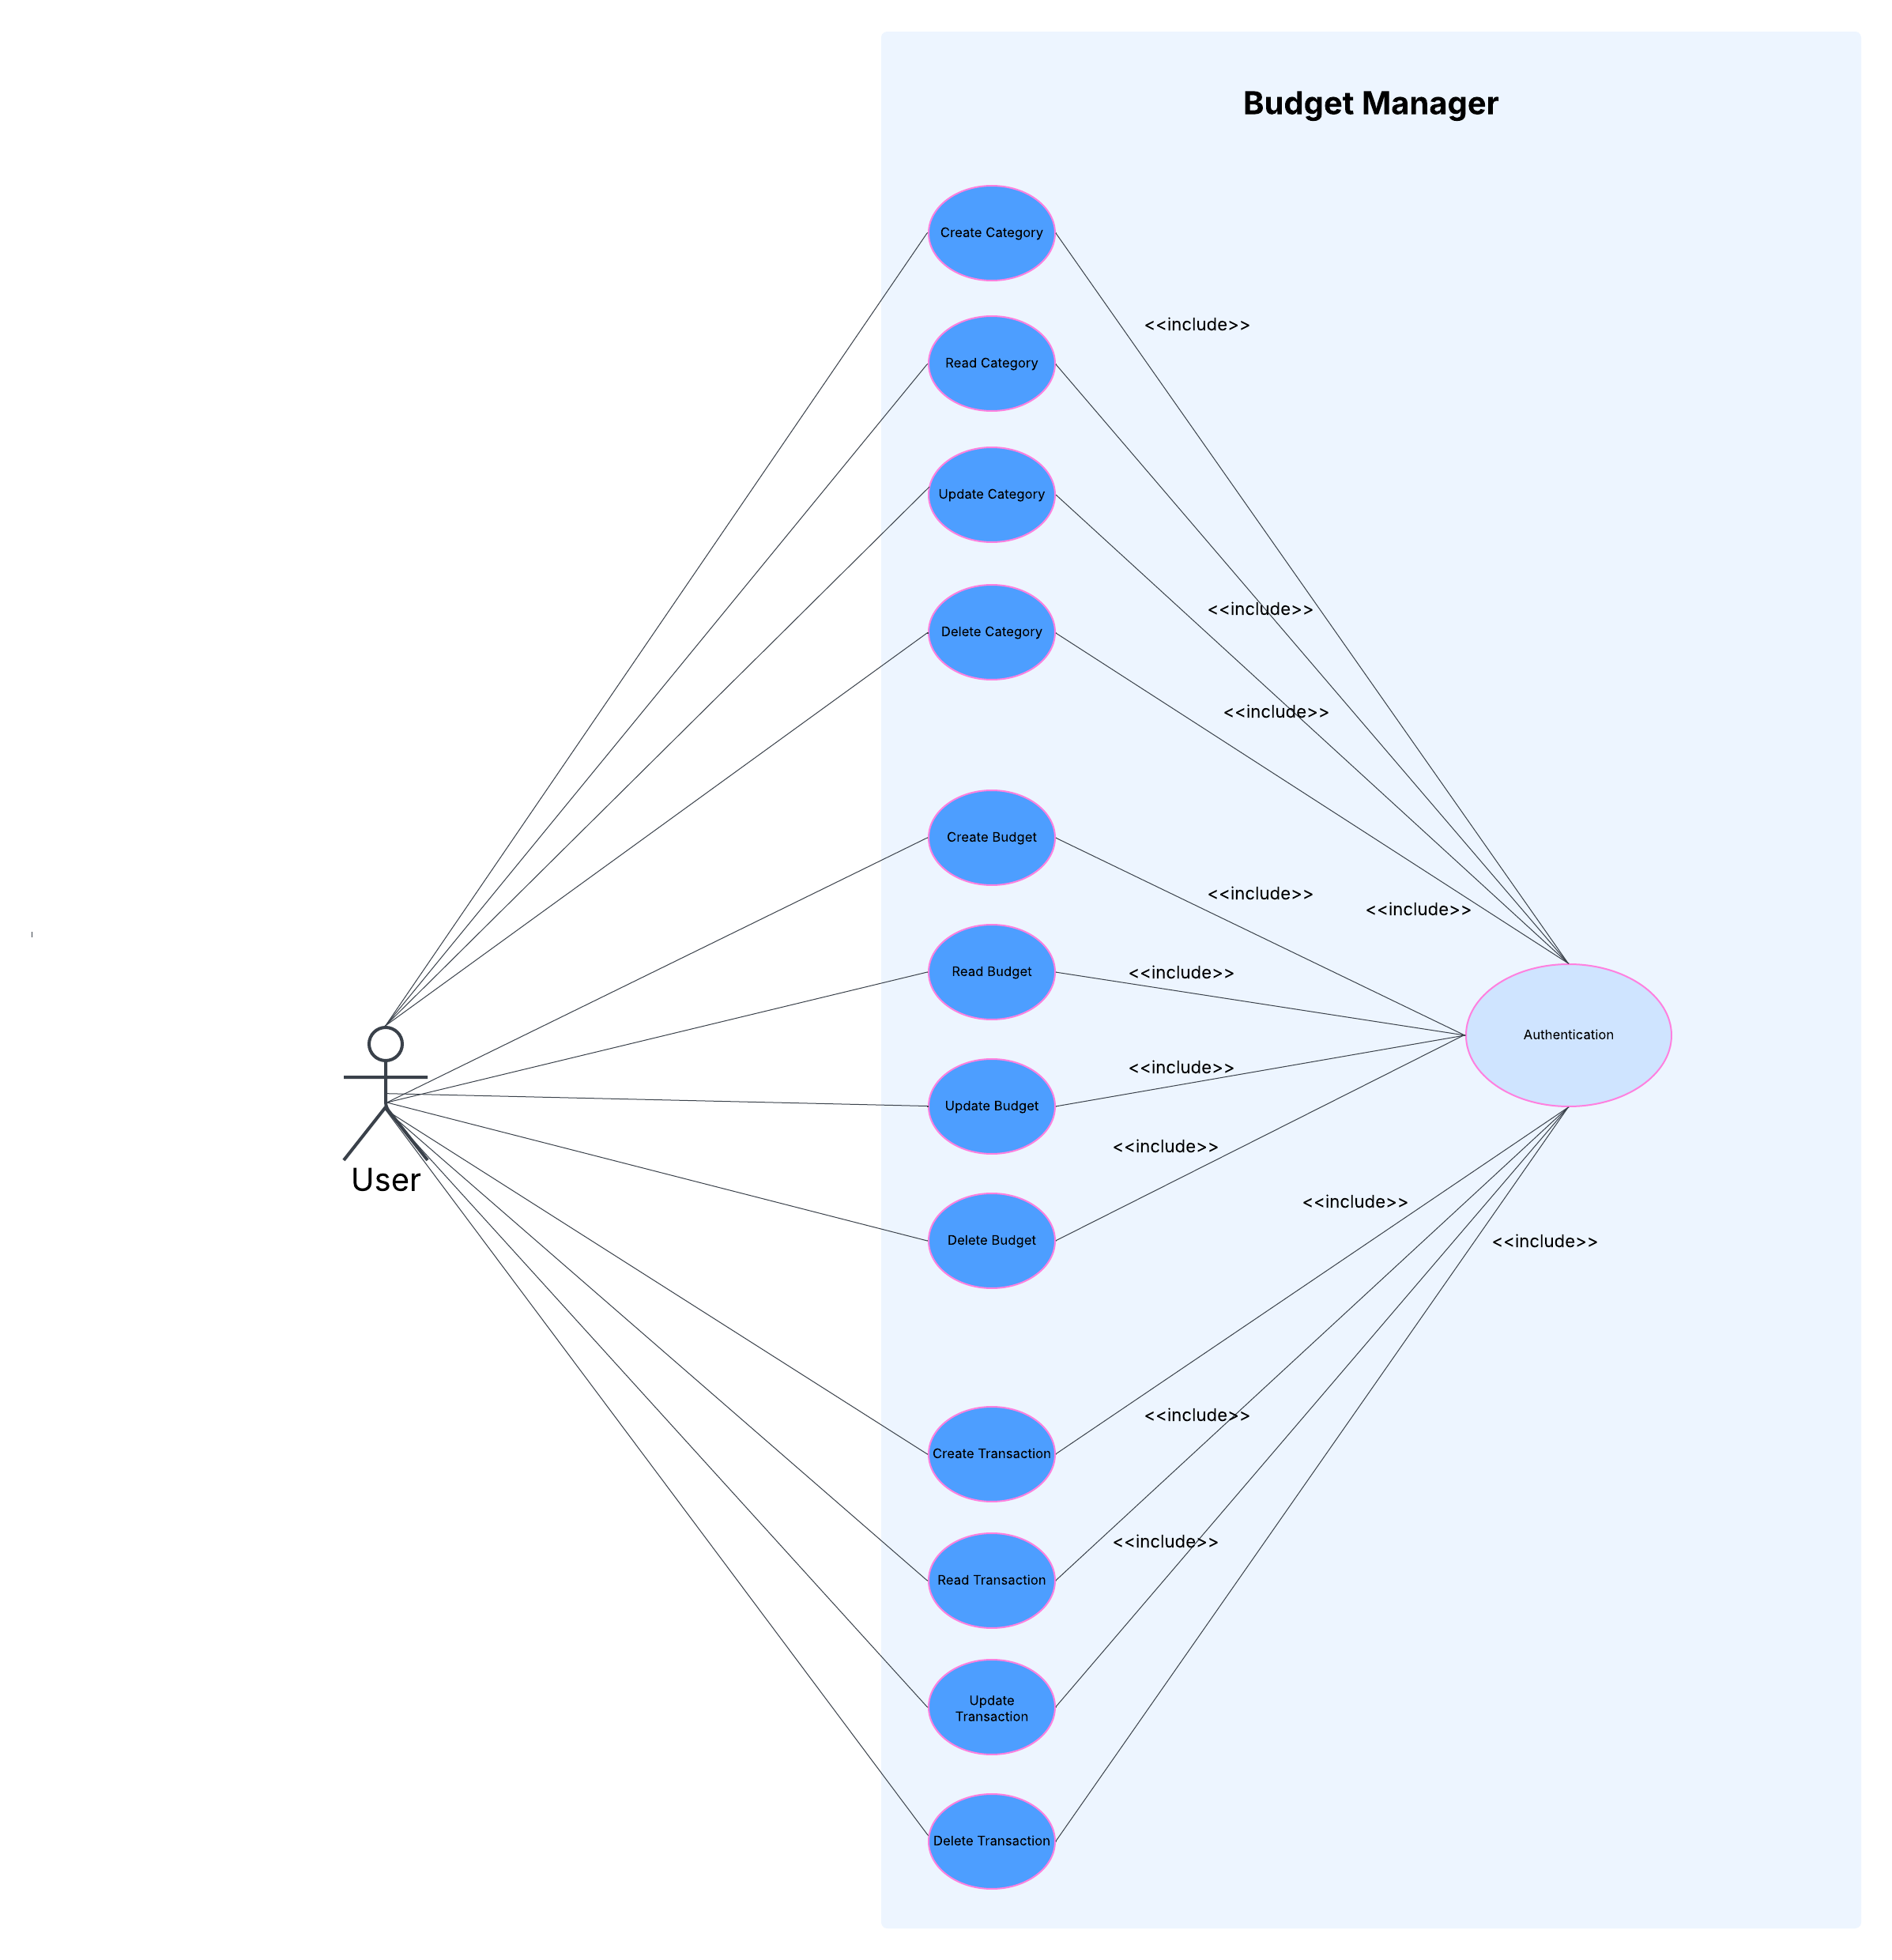 Budget Manager
Create Category
<<include>>
Read Category
Update Category
<<include>>
Delete Category
<<include>>
Create Budget
<<include>>
<<include>>
Read Budget
<<include>>
Authentication
<<include>>
Update Budget
<<include>>
User
<<include>>
Delete Budget
<<include>>
<<include>>
Create Transaction
<<include>>
Read Transaction
Update
Transaction
Delete Transaction